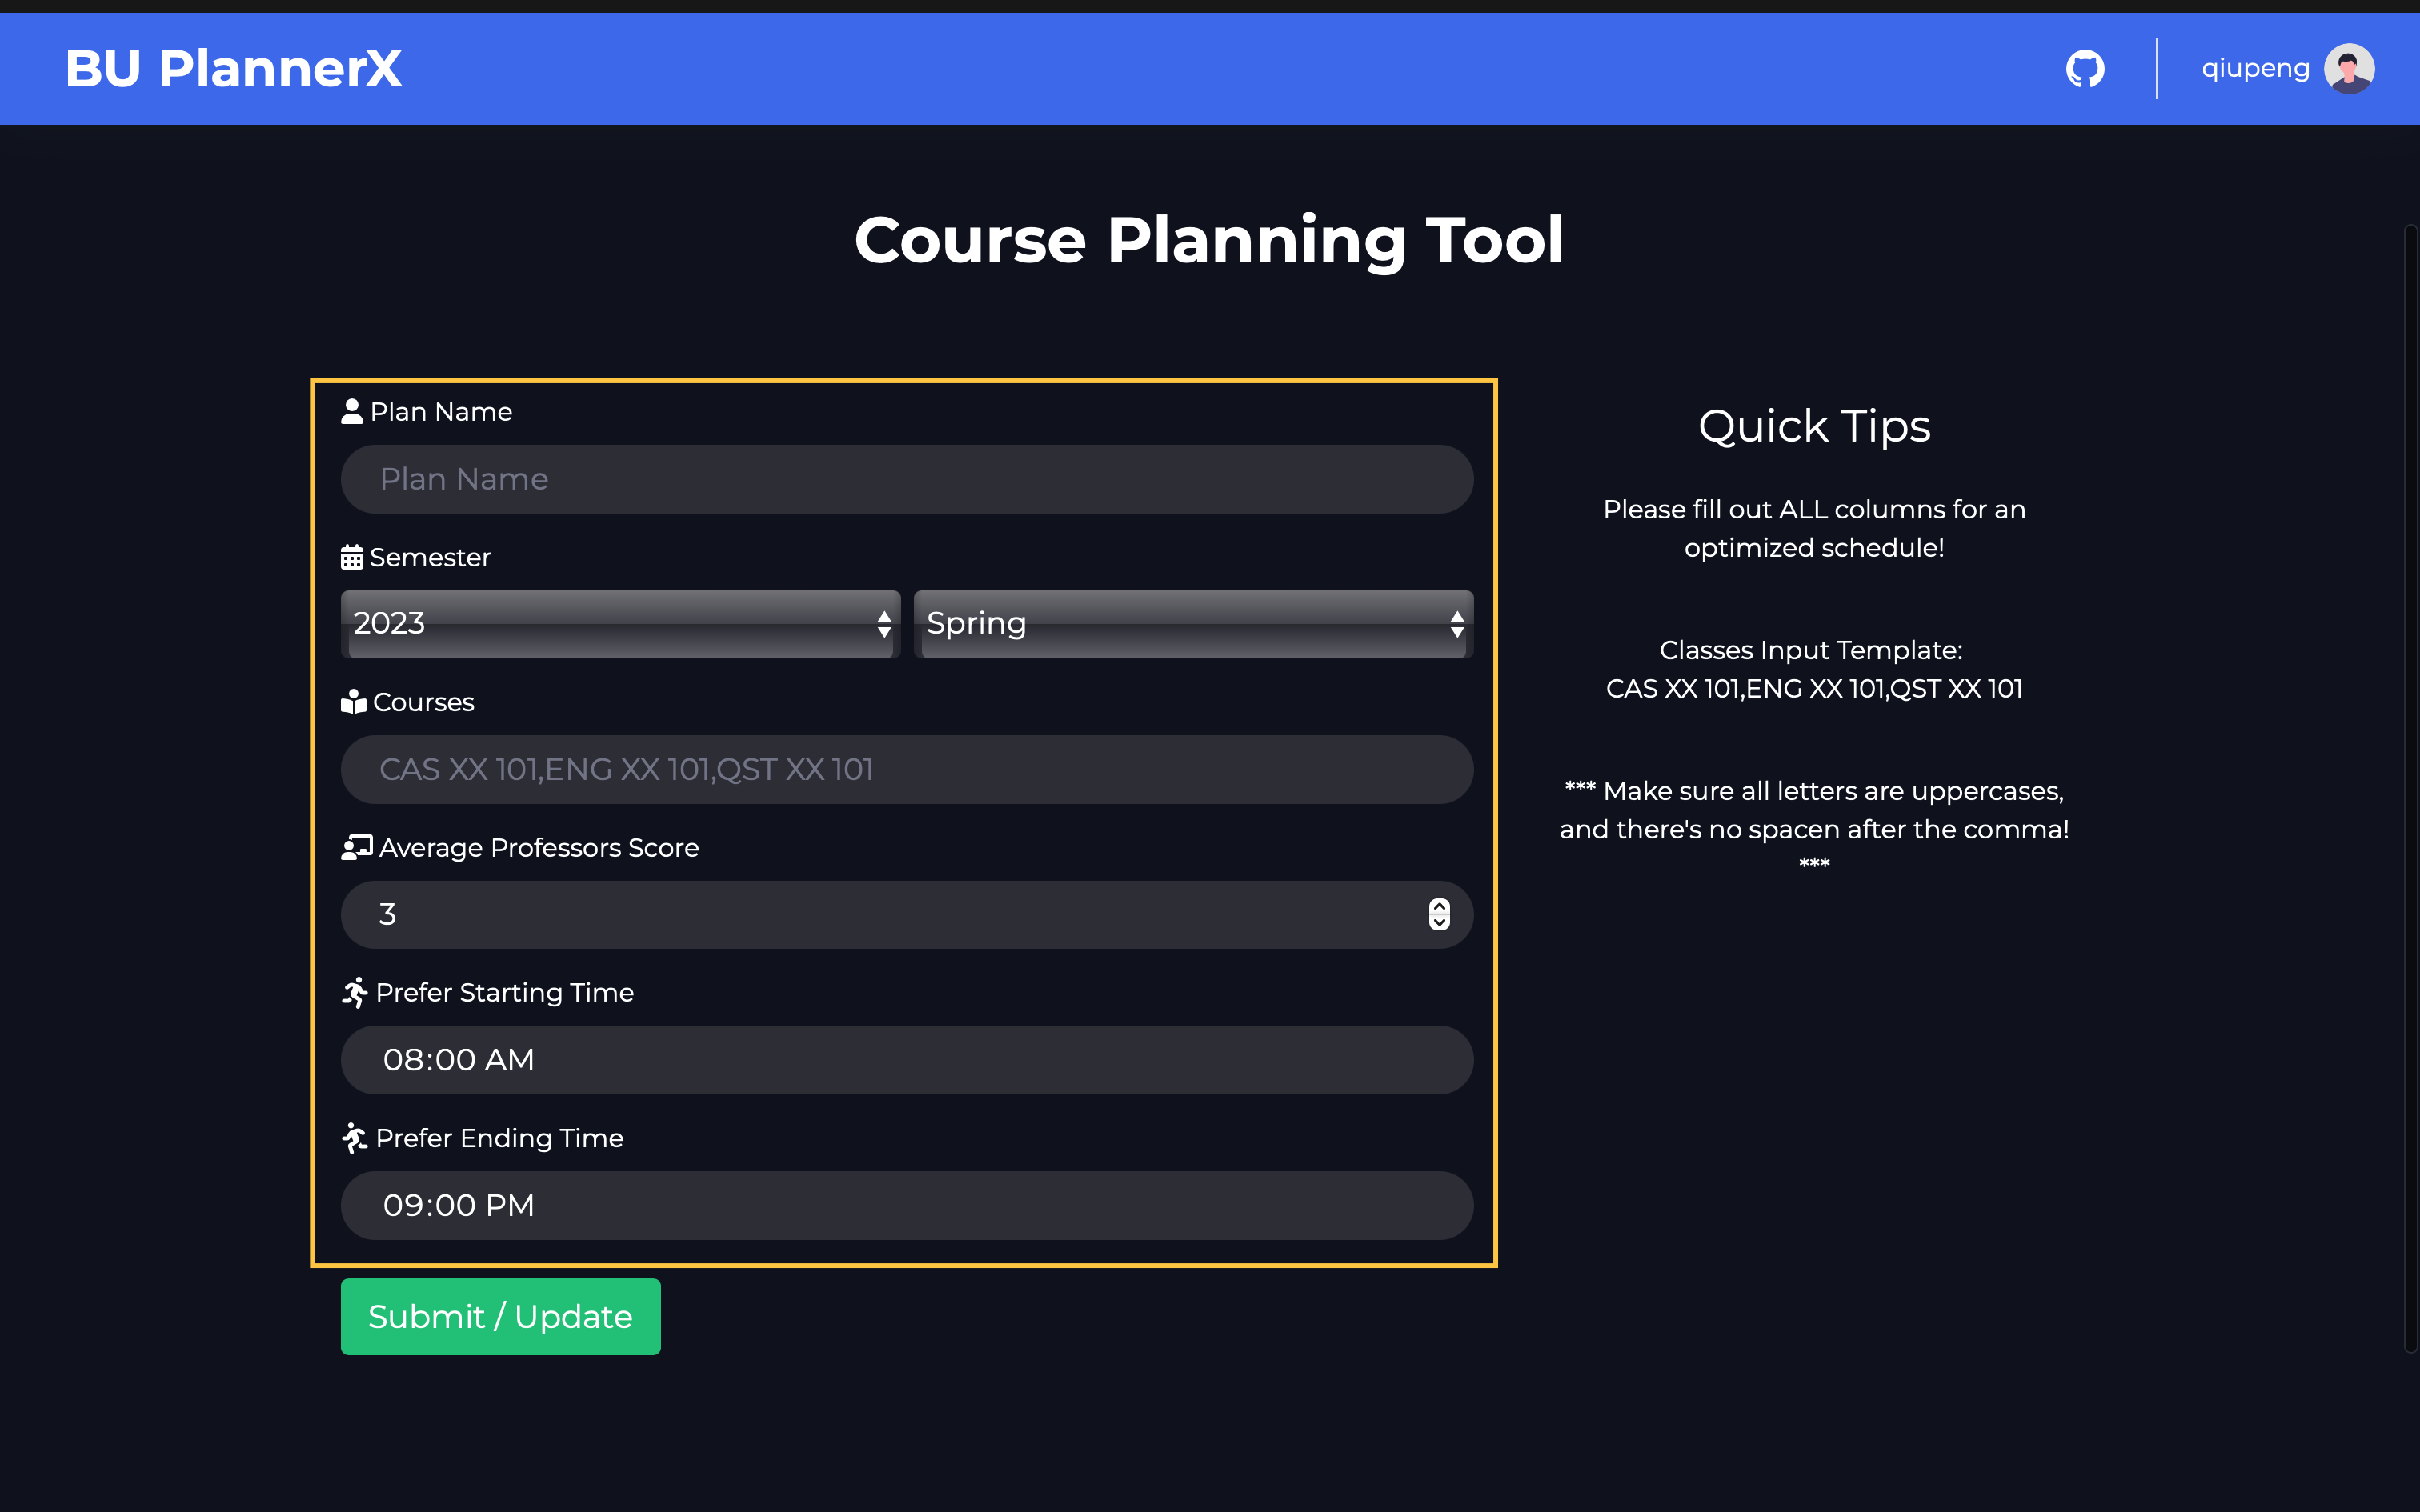 BU PlannerX
qiupeng
Course Planning Tool
Plan Name
Plan Name
Semester
2023
Spring
Courses
CAS XX 101,ENG XX 101,QST XX 101
Average Professors Score
3
Prefer Starting Time
08:00 AM
Prefer Ending Time
09:00 PM
Submit / Update
Quick Tips
Please fill out ALL columns for an
optimized schedule!
Classes Input Template:
CAS XX 101,ENG XX 101,QST XX 101
*** Make sure all letters are uppercases,
and there's no spacen after the comma!
***